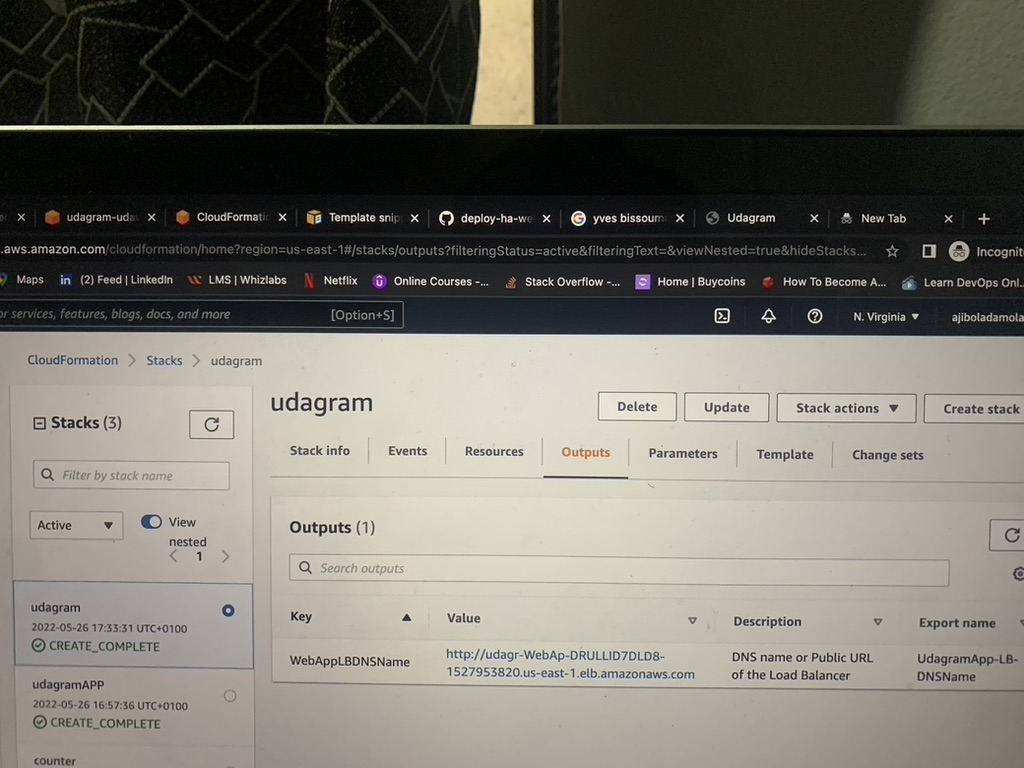 udagram-uda
CloudFormatic
Template snip
deploy-ha-we
yves bissoum
Udagram
New Tab
.aws.amazon.com/cloudformation/home?region=us-east-1#/stacks/outputs?filteringStatus=active&filteringText=&viewNested=true&hideStacks...
Incognit
Maps
(2) Feed | LinkedIn
LMS | Whizlabs
Netflix
Online Courses -...
Stack Overflow -...
Home | Buycoins
How To Become A...
Learn DevOps Onl...
or services, features, blogs, docs, and more
[Option+S]
N. Virginia
ajiboladamola
CloudFormation
Stacks
udagram
Stacks (3)
Filter by stack name
Active
View
nested
1
udagram
2022-05-26 17:33:31 UTC+0100
CREATE_COMPLETE
udagramAPP
2022-05-26 16:57:36 UTC+0100
CREATE_COMPLETE
counter
udagram
Delete
Update
Stack actions
Create stack
Stack info
Events
Resources
Outputs
Parameters
Template
Change sets
Outputs (1)
Search outputs
Key
Value
Description
Export name
WebAppLBDNSName
http://udagr-WebAp-DRULLID7DLD8-
1527953820.us-east-1.elb.amazonaws.com
DNS name or Public URL
of the Load Balancer
UdagramApp-LB-
DNSName